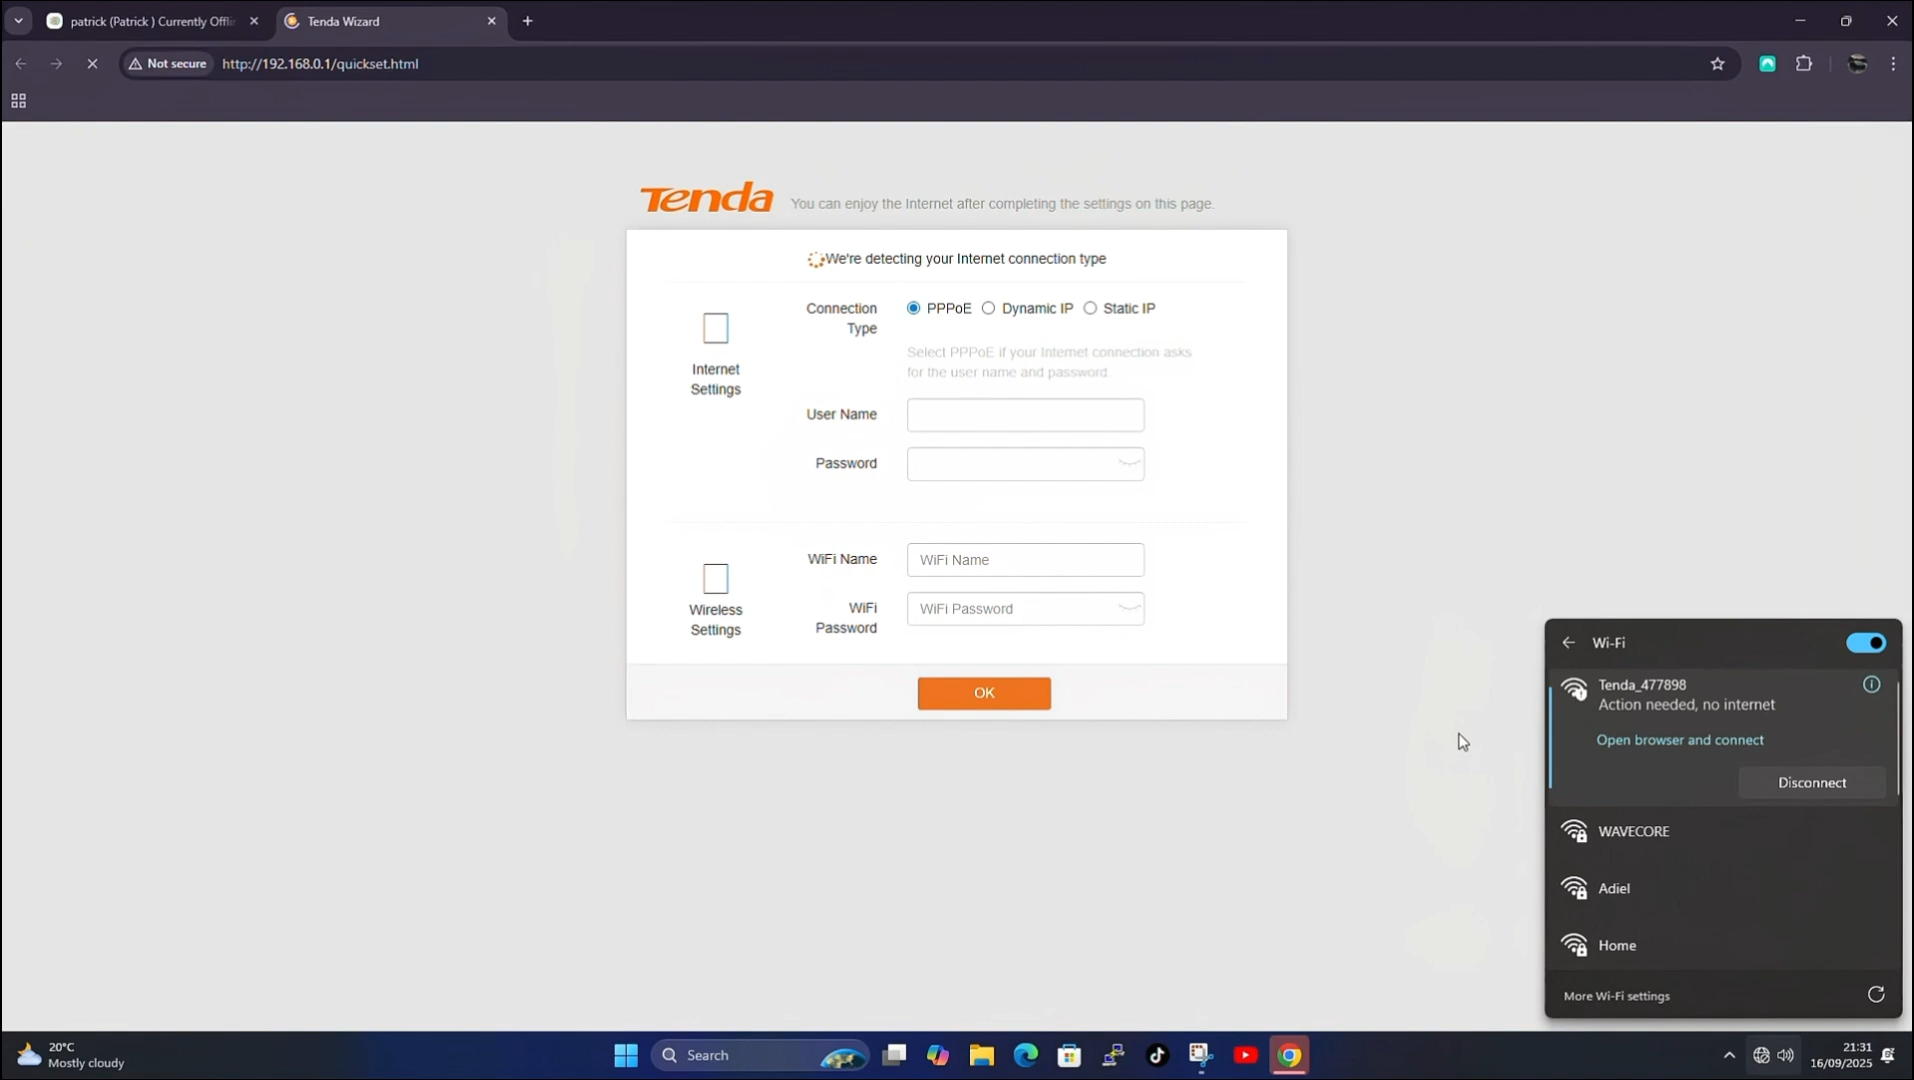 patrick (Patrick ) Currently Offli
Tenda Wizard
Not secure
http://192.168.0.1/quickset.html
Tenda
You can enjoy the Internet after completing the settings on this page.
We're detecting your Internet connection type
Connection Type
PPPoE
Dynamic IP
Static IP
Select PPPoE if your Internet connection asks
for the user name and password.
Internet
Settings
User Name
Password
WiFi Name
WiFi Name
WiFi
Password
WiFi Password
Wireless
Settings
OK
Wi-Fi
Tenda_477898
Action needed, no internet
Open browser and connect
Disconnect
WAVECORE
Adiel
Home
More Wi-Fi settings
20°C
Mostly cloudy
Search
21:31
16/09/2025